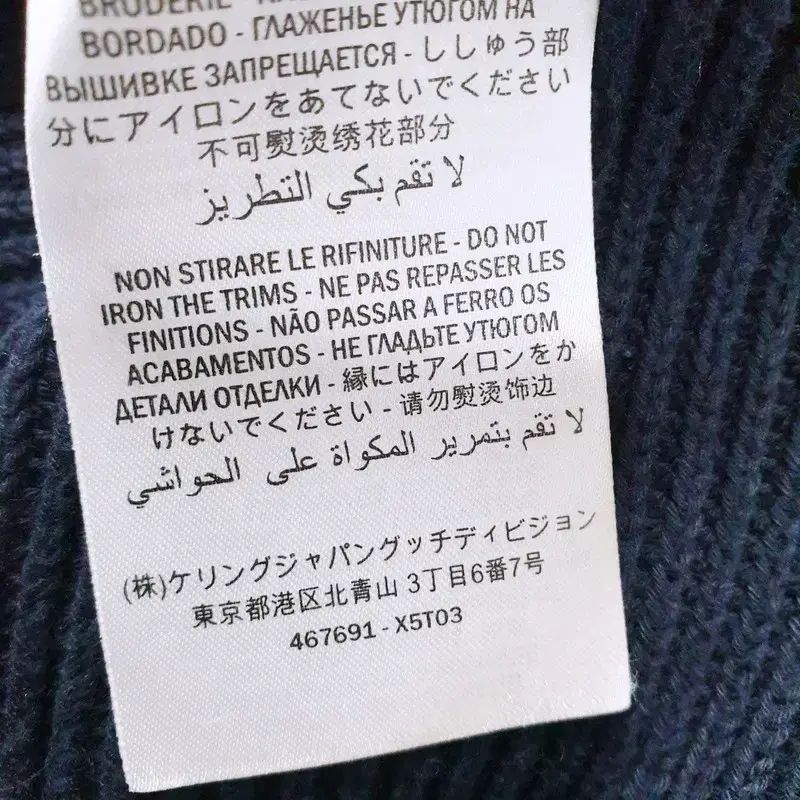 BRODERIE -
BORDADO - ГЛАЖЕНЬЕ УТЮГОМ НА
ВЫШИВКЕ ЗАПРЕЩАЕТСЯ - ししゅう部
分にアイロンをあてないでください
不可熨烫绣花部分
لا تقم بكي التطريز
NON STIRARE LE RIFINITURE - DO NOT
IRON THE TRIMS - NE PAS REPASSER LES
FINITIONS - NÃO PASSAR A FERRO OS
ACABAMENTOS - НЕ ГЛАДЬТЕ УТЮГОМ
ДЕТАЛИ ОТДЕЛКИ - 縁にはアイロンをか
けないでください - 请勿熨烫饰边
لا تقم بتمرير المكواة على الحواشي
(株)ケリングジャパングッチディビジョン
東京都港区北青山 3丁目6番7号
467691 - X5T03